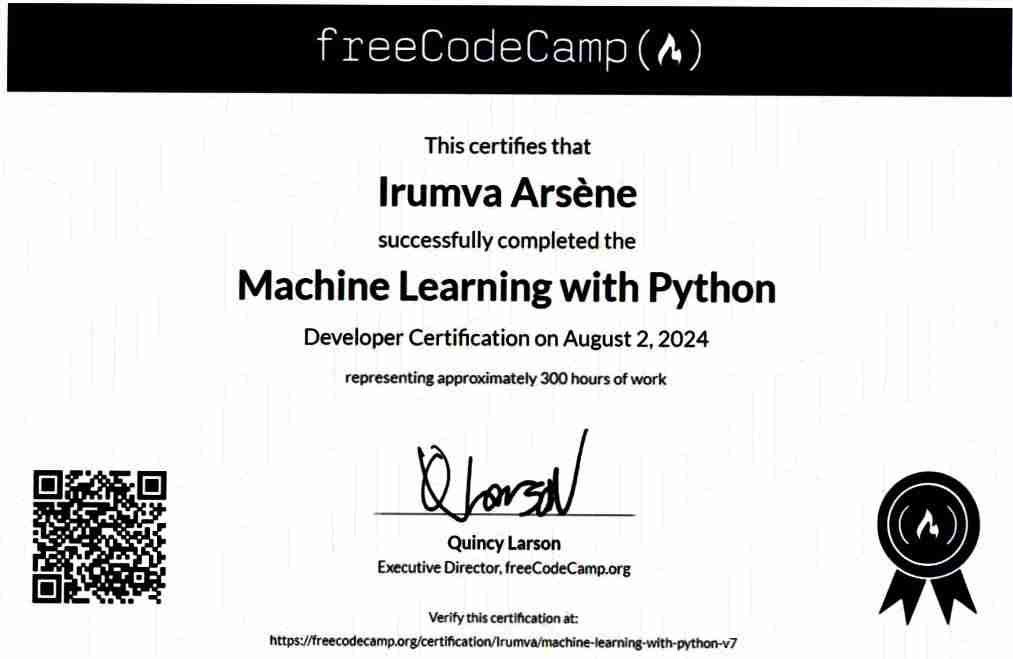 freeCodeCamp
This certifies that
Irumva Arsène
successfully completed the
Machine Learning with Python
Developer Certification on August 2, 2024
representing approximately 300 hours of work
QLarson
Quincy Larson
Executive Director, freeCodeCamp.org
Verify this certification at:
https://freecodecamp.org/certification/Irumva/machine-learning-with-python-v7